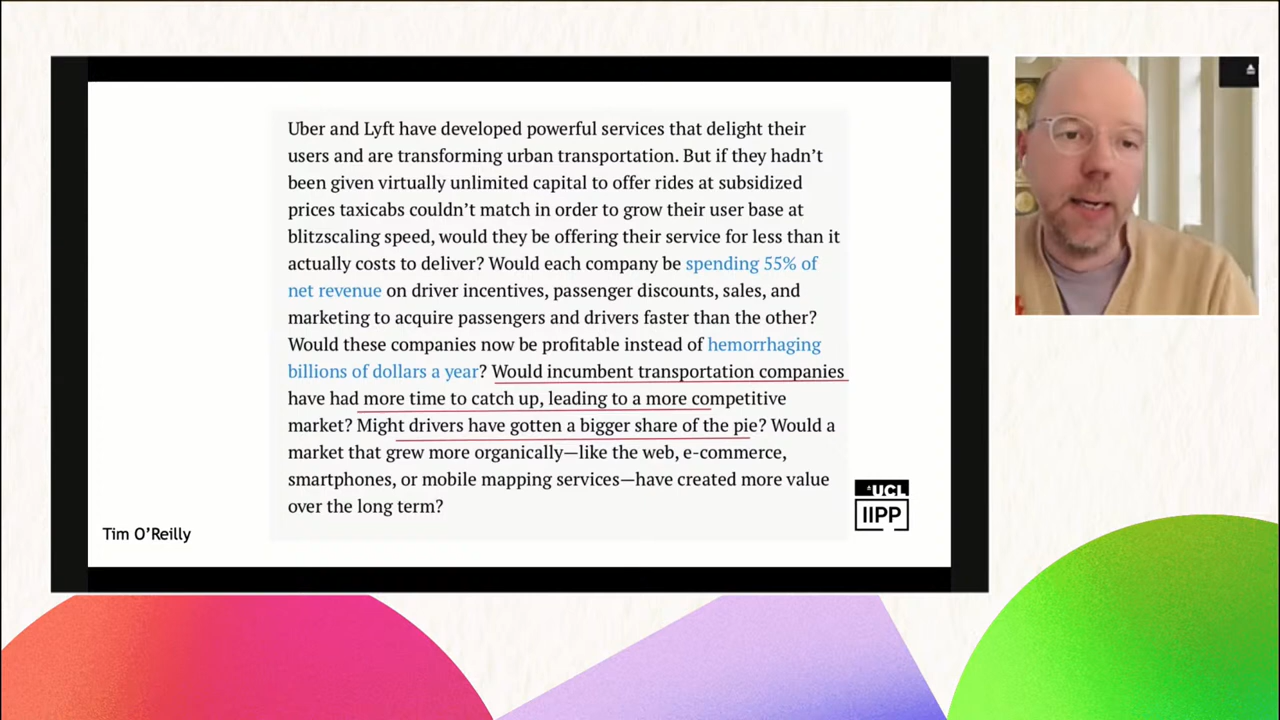 Uber and Lyft have developed powerful services that delight their
users and are transforming urban transportation. But if they hadn’t
been given virtually unlimited capital to offer rides at subsidized
prices taxicabs couldn’t match in order to grow their user base at
blitzscaling speed, would they be offering their service for less than it
actually costs to deliver? Would each company be spending 55% of
net revenue on driver incentives, passenger discounts, sales, and
marketing to acquire passengers and drivers faster than the other?
Would these companies now be profitable instead of hemorrhaging
billions of dollars a year? Would incumbent transportation companies
have had more time to catch up, leading to a more competitive
market? Might drivers have gotten a bigger share of the pie? Would a
market that grew more organically—like the web, e-commerce,
smartphones, or mobile mapping services—have created more value
over the long term?
Tim O’Reilly
UCL
IIPP